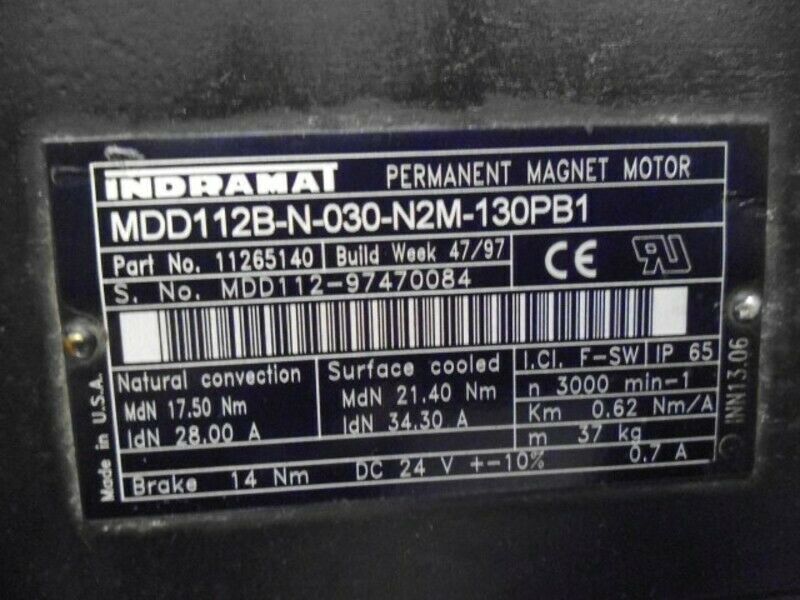 INDRAMAT PERMANENT MAGNET MOTOR
MDD112B-N-030-N2M-130PB1
Part No. 11265140 Build Week 47/97
S. No. MDD112-97470084
CE RU
Natural convection
MdN 17.50 Nm
IdN 28.00 A
Surface cooled
MdN 21.40 Nm
IdN 34.30 A
I.Cl. F-SW IP 65
n 3000 min-1
Km 0.62 Nm/A
m 37 kg
Brake 14 Nm DC 24 V +-10% 0.7 A
Made in U.S.A.
INN13.06